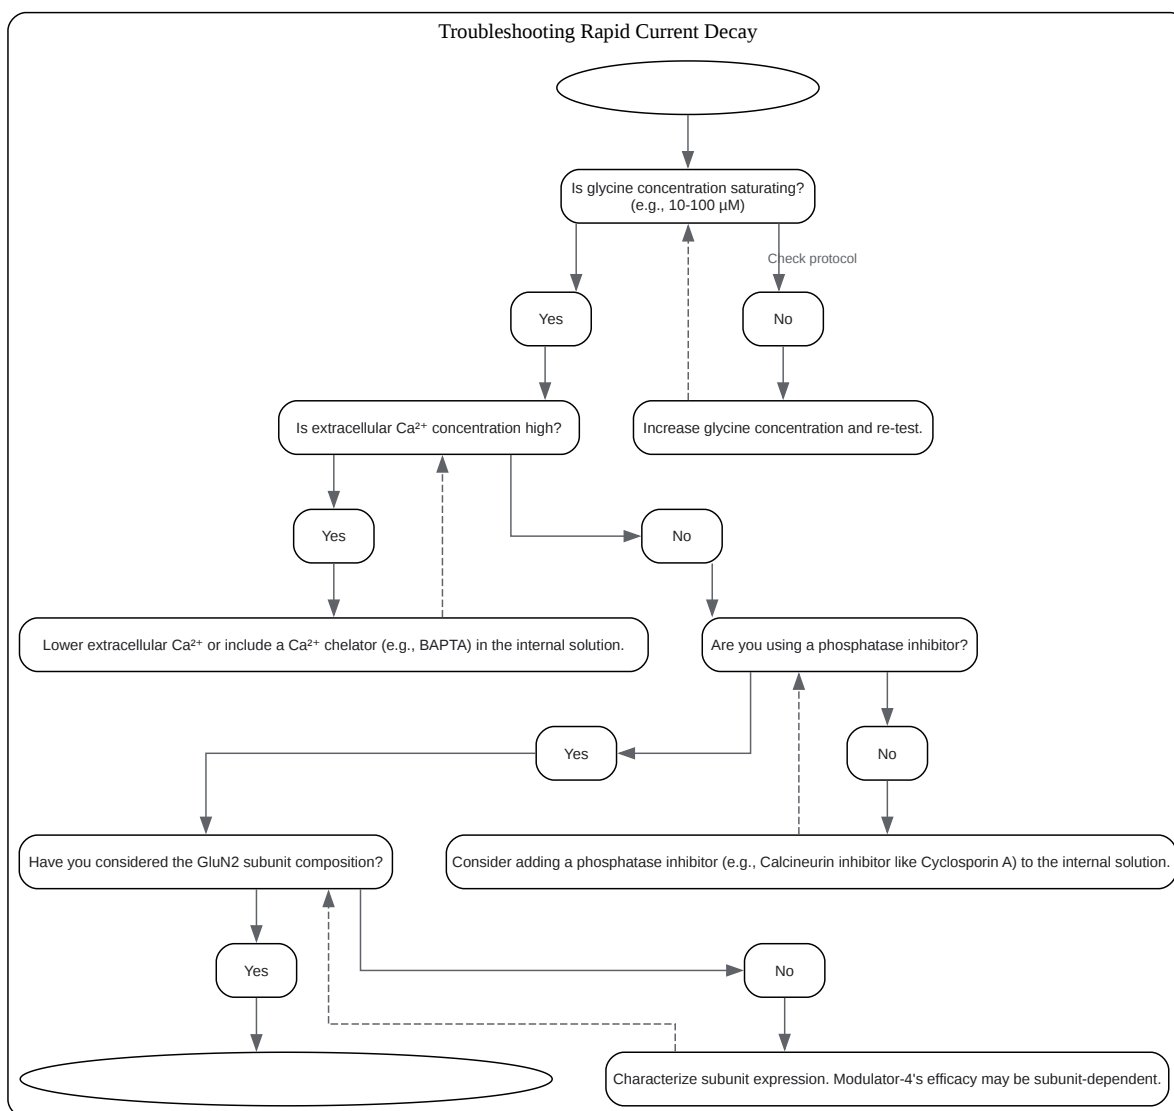 Troubleshooting Rapid Current Decay
Is glycine concentration saturating?
(e.g., 10-100 µM)
Check protocol
Yes
No
Is extracellular Ca²⁺ concentration high?
Increase glycine concentration and re-test.
Yes
No
Lower extracellular Ca²⁺ or include a Ca²⁺ chelator (e.g., BAPTA) in the internal solution.
Are you using a phosphatase inhibitor?
Yes
No
Have you considered the GluN2 subunit composition?
Consider adding a phosphatase inhibitor (e.g., Calcineurin inhibitor like Cyclosporin A) to the internal solution.
Yes
No
Characterize subunit expression. Modulator-4's efficacy may be subunit-dependent.